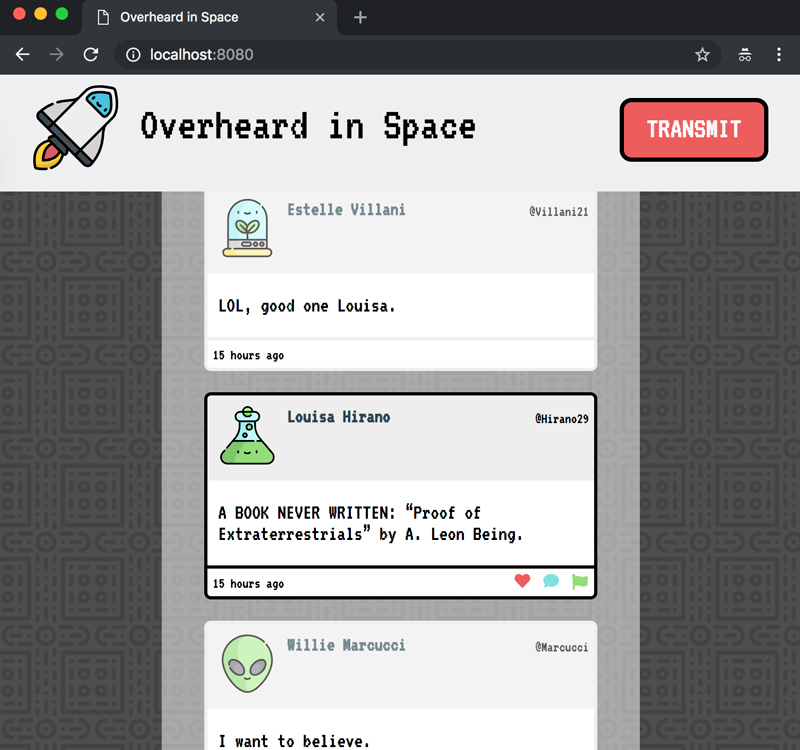 Overheard in Space
localhost:8080
Overheard in Space
TRANSMIT
Estelle Villani
@Villani21
LOL, good one Louisa.
15 hours ago
Louisa Hirano
@Hirano29
A BOOK NEVER WRITTEN: “Proof of
Extraterrestrials” by A. Leon Being.
15 hours ago
Willie Marcucci
@Marcucci
I want to believe.